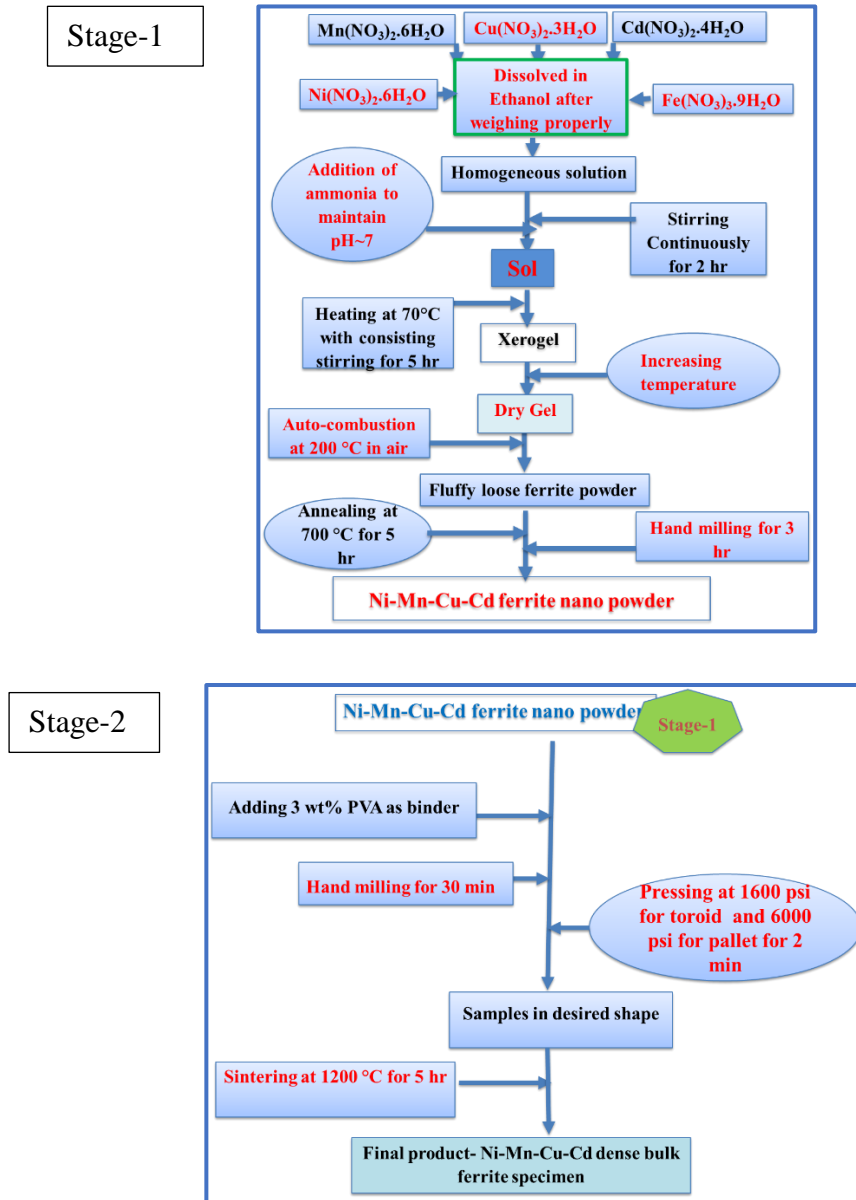 Stage-1
Mn(NO3)2.6H2O
Cu(NO3)2.3H2O
Cd(NO3)2.4H2O
Ni(NO3)2.6H2O
Dissolved in
Ethanol after
weighing properly
Fe(NO3)3.9H2O
Homogeneous solution
Addition of
ammonia to
maintain
pH~7
Stirring
Continuously
for 2 hr
Sol
Heating at 70°C
with consisting
stirring for 5 hr
Xerogel
Increasing
temperature
Dry Gel
Auto-combustion
at 200 °C in air
Fluffy loose ferrite powder
Annealing at
700 °C for 5
hr
Hand milling for 3
hr
Ni-Mn-Cu-Cd ferrite nano powder
Stage-2
Ni-Mn-Cu-Cd ferrite nano powder
Stage-1
Adding 3 wt% PVA as binder
Hand milling for 30 min
Pressing at 1600 psi
for toroid and 6000
psi for pallet for 2
min
Samples in desired shape
Sintering at 1200 °C for 5 hr
Final product- Ni-Mn-Cu-Cd dense bulk
ferrite specimen